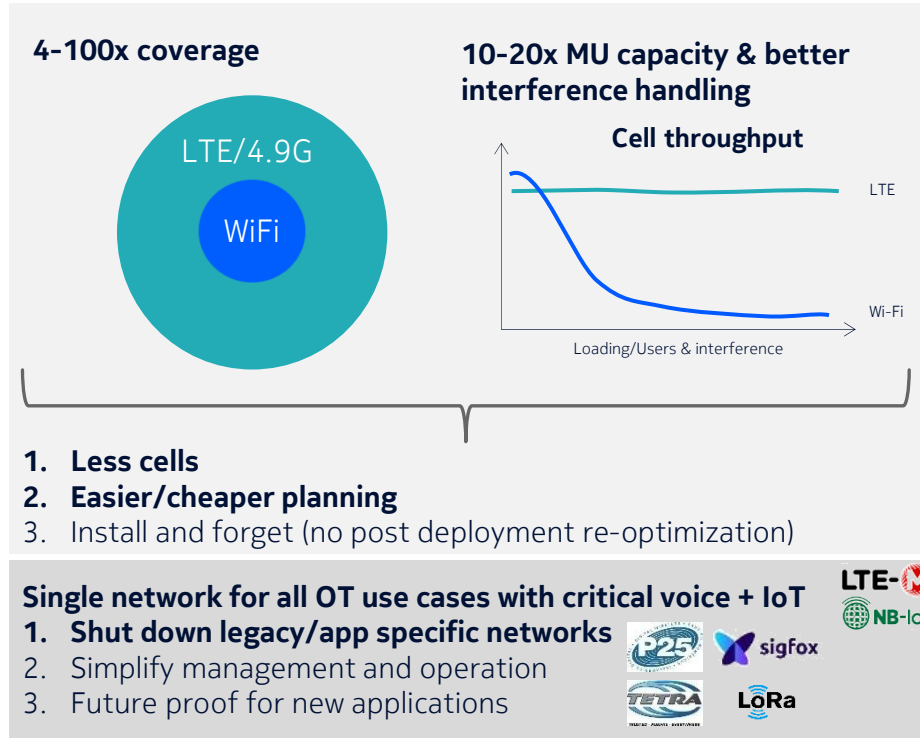 4-100x coverage
10-20x MU capacity & better
interference handling
LTE/4.9G
WiFi
Cell throughput
LTE
Wi-Fi
Loading/Users & interference
1. Less cells
2. Easier/cheaper planning
3. Install and forget (no post deployment re-optimization)
Single network for all OT use cases with critical voice + IoT
1. Shut down legacy/app specific networks
2. Simplify management and operation
3. Future proof for new applications
LTE-M
NB-Io
P25
sigfox
TETRA
LoRa